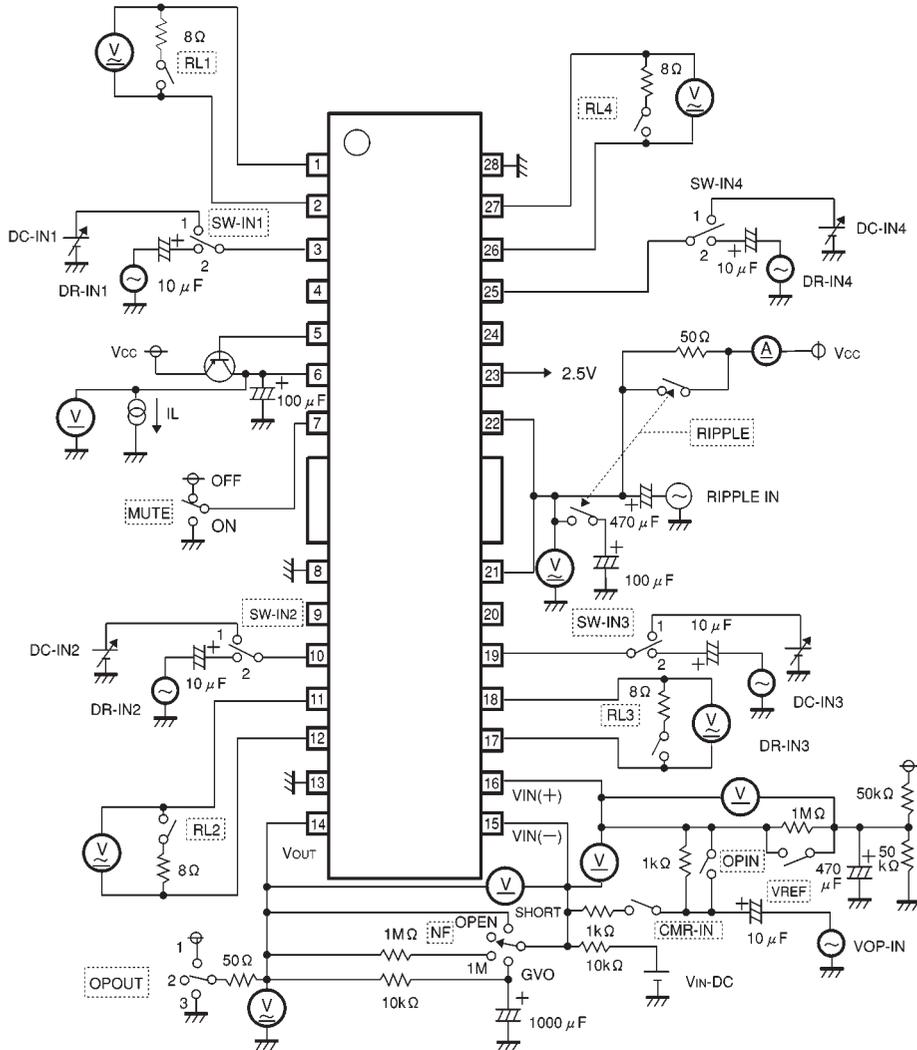 V
8Ω
RL1
8Ω
RL4
V
1
28
2
27
SW-IN4
SW-IN1
DC-IN1
1
2
3
26
1
2
DC-IN4
10 μF
DR-IN1
4
25
10 μF
DR-IN4
5
24
50Ω
A
VCC
VCC
6
23
2.5V
100 μF
V
IL
7
22
RIPPLE
OFF
MUTE
ON
RIPPLE IN
470 μF
V
100 μF
8
21
SW-IN2
9
20
SW-IN3
10 μF
DC-IN2
1
2
10
19
1
2
10 μF
DR-IN2
DC-IN3
11
18
8Ω
RL3
V
12
17
DR-IN3
13
16
VIN(+)
V
50kΩ
V
RL2
8Ω
14
15
VIN(−)
1MΩ
VOUT
V
1kΩ
OPIN
470 μF
50 kΩ
V
VREF
SHORT
OPEN
NF
1kΩ
CMR-IN
10 μF
VOP-IN
1MΩ
1M
GVO
10kΩ
VIN-DC
1
OPOUT
2
3
50Ω
10kΩ
V
1000 μF